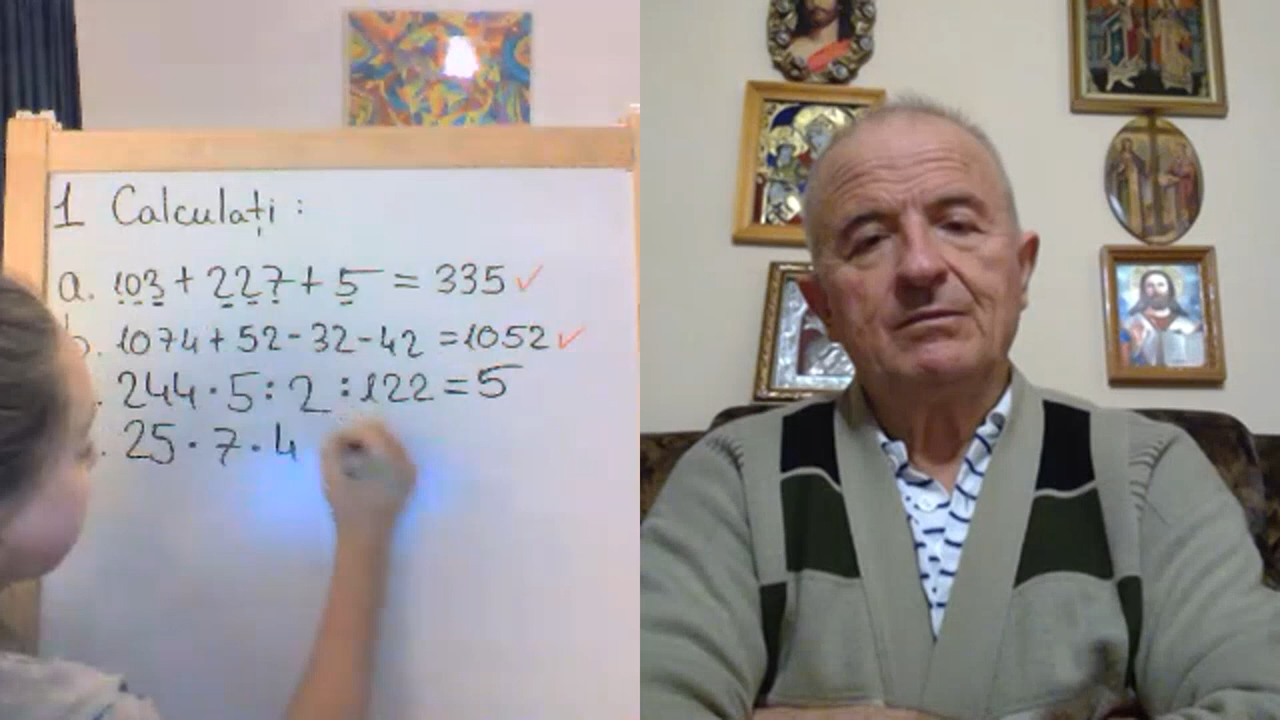 1 Calculați :
a. 103 + 227 + 5 = 335 ✓
b. 1074 + 52 - 32 - 42 = 1052 ✓
. 244 · 5 : 2 : 122 = 5
. 25 · 7 · 4